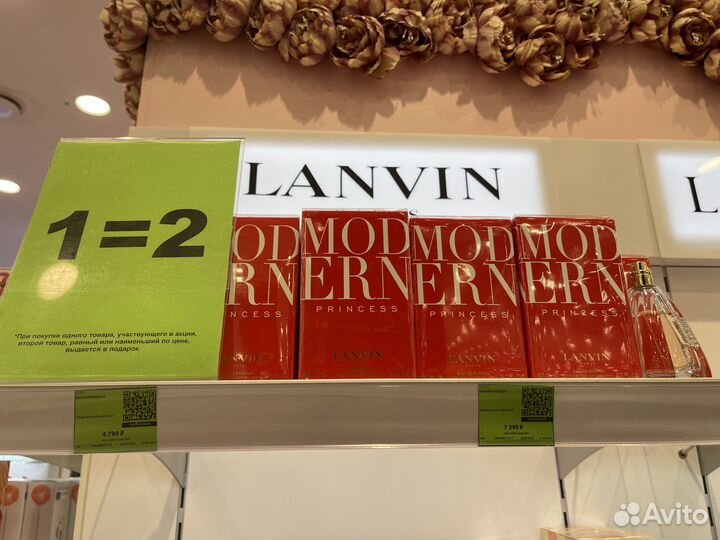 LANVIN
L
1=2
*При покупке одного товара, участвующего в акции,
второй товар, равный или наименьший по цене,
выдается в подарок.
MOD
ERN
PRINCESS
LANVIN
MOD
ERN
PRINCESS
LANVIN
MOD
ERN
PRINCESS
LANVIN
MOD
ERN
PRINCESS
LANVIN
4 799 ₽
7 399 ₽
Avito